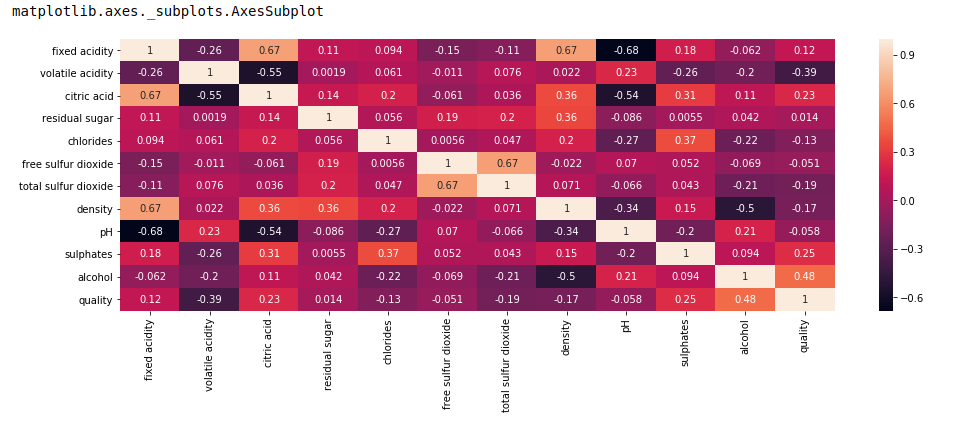 matplotlib.axes._subplots.AxesSubplot
fixed acidity 1 -0.26 0.67 0.11 0.094 -0.15 -0.11 0.67 -0.68 0.18 -0.062 0.12
volatile acidity -0.26 1 -0.55 0.0019 0.061 -0.011 0.076 0.022 0.23 -0.26 -0.2 -0.39
citric acid 0.67 -0.55 1 0.14 0.2 -0.061 0.036 0.36 -0.54 0.31 0.11 0.23
residual sugar 0.11 0.0019 0.14 1 0.056 0.19 0.2 0.36 -0.086 0.0055 0.042 0.014
chlorides 0.094 0.061 0.2 0.056 1 0.0056 0.047 0.2 -0.27 0.37 -0.22 -0.13
free sulfur dioxide -0.15 -0.011 -0.061 0.19 0.0056 1 0.67 -0.022 0.07 0.052 -0.069 -0.051
total sulfur dioxide -0.11 0.076 0.036 0.2 0.047 0.67 1 0.071 -0.066 0.043 -0.21 -0.19
density 0.67 0.022 0.36 0.36 0.2 -0.022 0.071 1 -0.34 0.15 -0.5 -0.17
pH -0.68 0.23 -0.54 -0.086 -0.27 0.07 -0.066 -0.34 1 -0.2 0.21 -0.058
sulphates 0.18 -0.26 0.31 0.0055 0.37 0.052 0.043 0.15 -0.2 1 0.094 0.25
alcohol -0.062 -0.2 0.11 0.042 -0.22 -0.069 -0.21 -0.5 0.21 0.094 1 0.48
quality 0.12 -0.39 0.23 0.014 -0.13 -0.051 -0.19 -0.17 -0.058 0.25 0.48 1
fixed acidity
volatile acidity
citric acid
residual sugar
chlorides
free sulfur dioxide
total sulfur dioxide
density
pH
sulphates
alcohol
quality
0.9
0.6
0.3
0.0
−0.3
−0.6